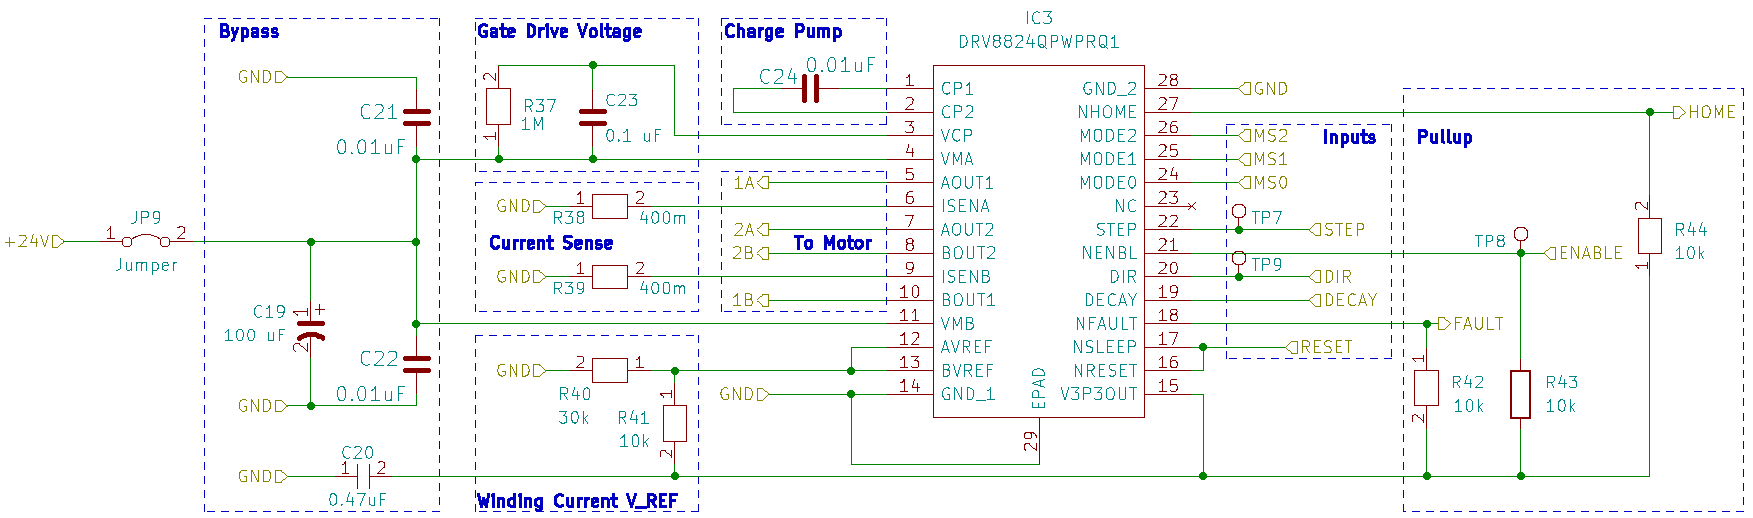 IC3
DRV8824QPWPRQ1
Bypass
GND
C21
0.01uF
+24V
1
JP9
2
Jumper
C19
1
+
100 uF
2
C22
0.01uF
GND
GND
C20
1
2
0.47uF
Gate Drive Voltage
2
R37
1M
1
C23
0.1 uF
Charge Pump
C24
0.01uF
GND
1
2
R38
400m
Current Sense
GND
1
2
R39
400m
1A
2A
To Motor
2B
1B
GND
2
1
R40
30k
R41
1
10k
2
Winding Current V_REF
GND
1 CP1
2 CP2
3 VCP
4 VMA
5 AOUT1
6 ISENA
7 AOUT2
8 BOUT2
9 ISENB
10 BOUT1
11 VMB
12 AVREF
13 BVREF
14 GND_1
EPAD
29
GND_2 28
NHOME 27
MODE2 26
MODE1 25
MODE0 24
NC 23
STEP 22
NENBL 21
DIR 20
DECAY 19
NFAULT 18
NSLEEP 17
NRESET 16
V3P3OUT 15
GND
Inputs
MS2
MS1
MS0
TP7
STEP
TP9
DIR
DECAY
RESET
Pullup
HOME
2
R44
10k
1
TP8
ENABLE
FAULT
1
R42
10k
2
R43
10k